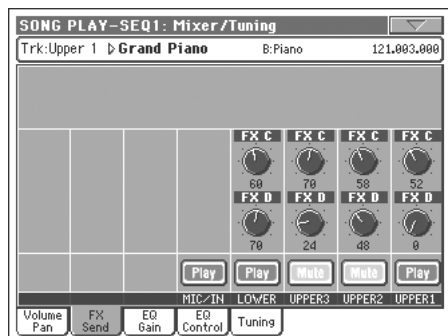 SONG PLAY-SEQ1: Mixer/Tuning
Trk:Upper 1 ▷Grand Piano B:Piano 121.003.000
FX C FX C FX C FX C
60 70 58 52
FX D FX D FX D FX D
70 24 48 0
Play Play Mute Mute Play
MIC/IN LOWER UPPER3 UPPER2 UPPER1
Volume Pan FX Send EQ Gain EQ Control Tuning